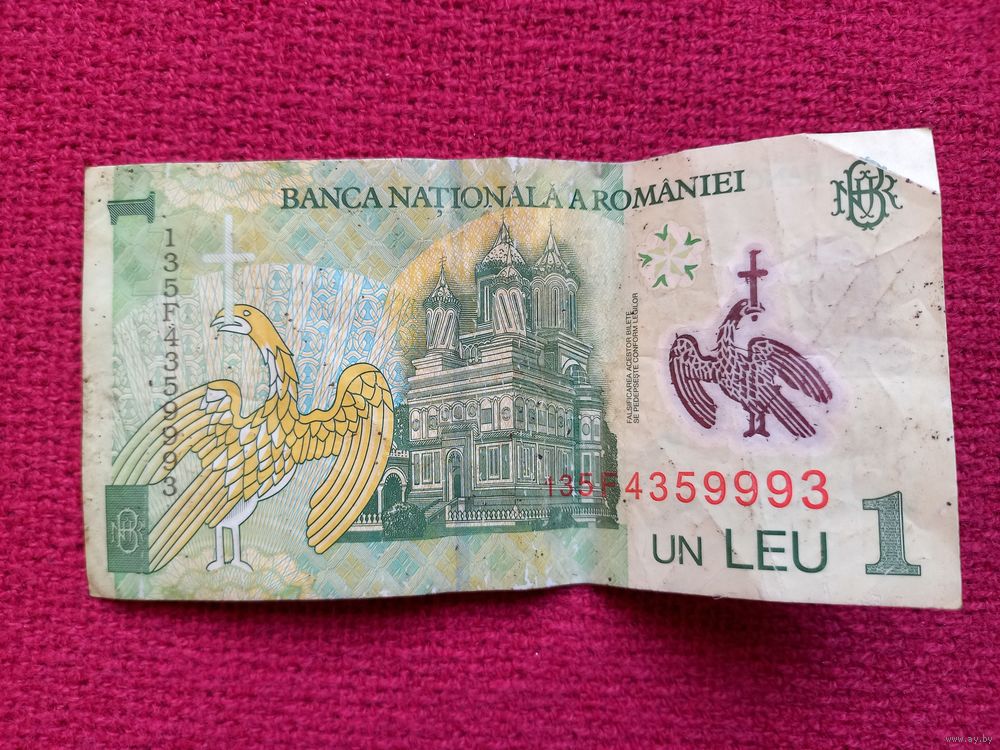 BANCA NAȚIONALĂ A ROMÂNIEI
1
135F4359993
FALSIFICAREA ACESTOR BILETE
SE PEDEPSEȘTE CONFORM LEGILOR
135F4359993
UN LEU 1
www.ay.by